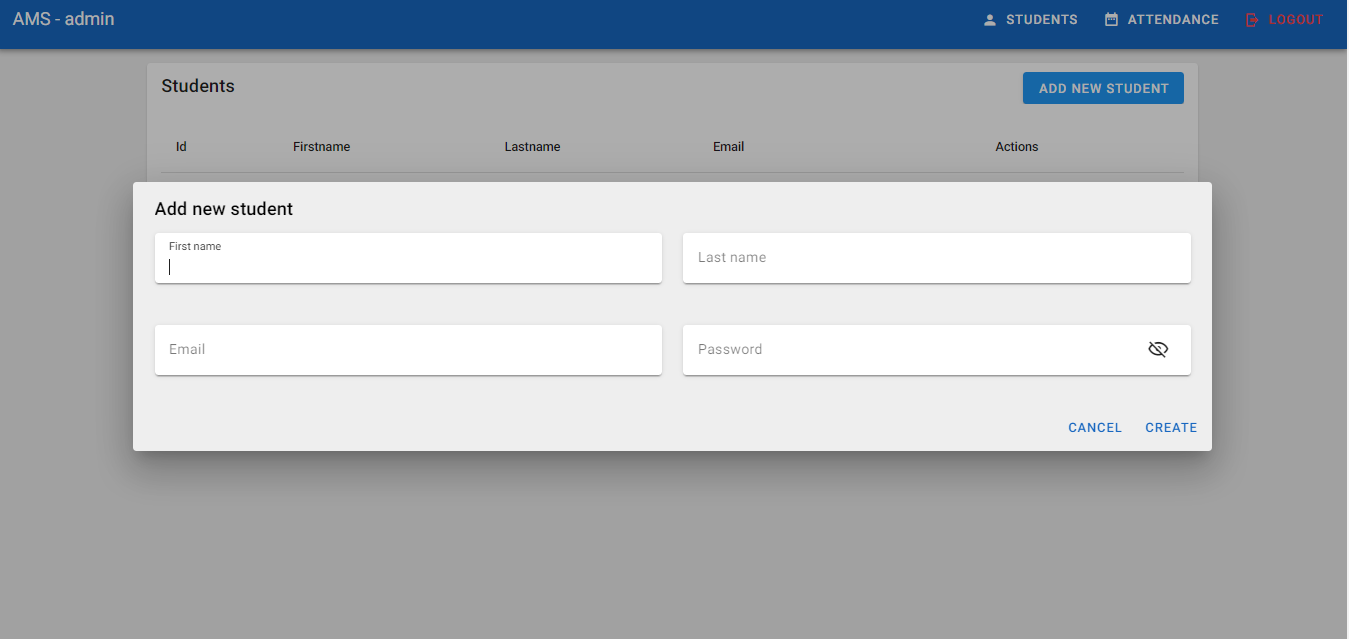 AMS - admin STUDENTS ATTENDANCE LOGOUT
Students ADD NEW STUDENT
Id Firstname Lastname Email Actions
Add new student
First name
Last name
Email Password
CANCEL CREATE